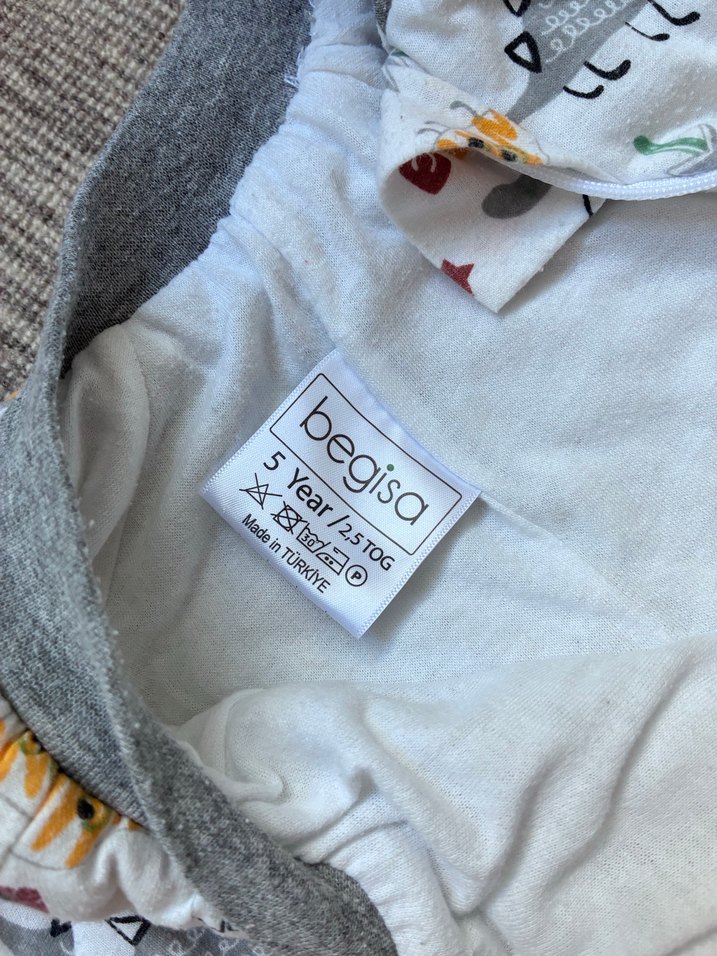 begisa
5 Year / 2,5 TOG
30 P
Made in TÜRKİYE